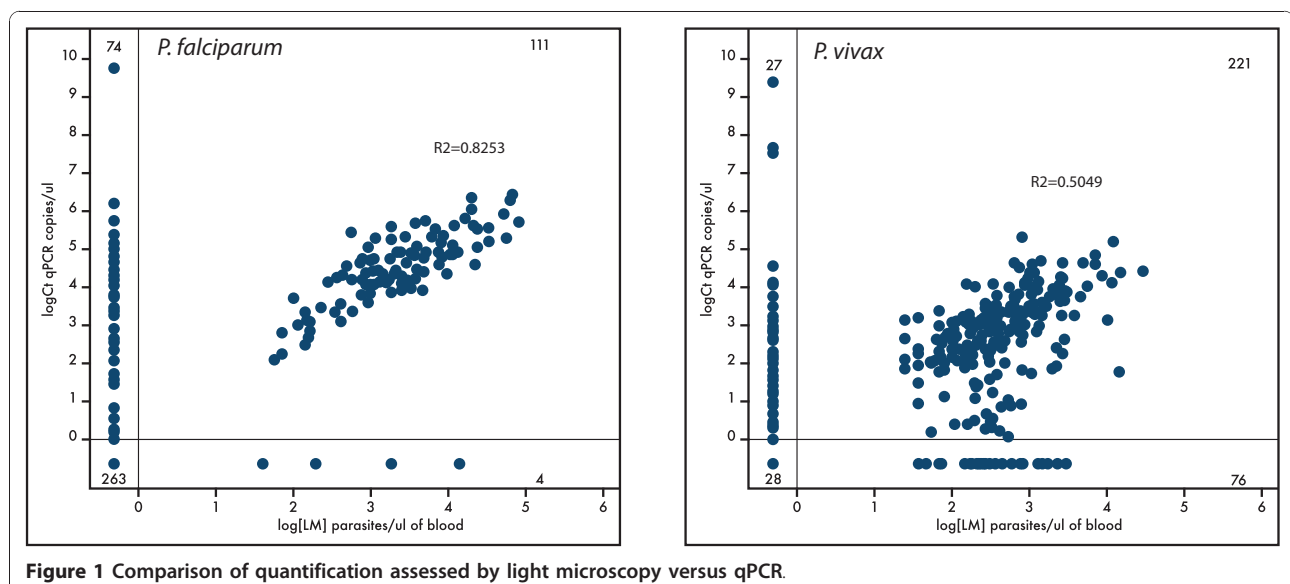 74 P. falciparum 111
10
9
8
7
6
5
4
3
2
1
0
logCt qPCR copies/ul
R2=0.8253
263 4
0 1 2 3 4 5 6
log[LM] parasites/ul of blood
27 P. vivax 221
10
9
8
7
6
5
4
3
2
1
0
logCt qPCR copies/ul
R2=0.5049
28 76
0 1 2 3 4 5 6
log[LM] parasites/ul of blood
Figure 1 Comparison of quantification assessed by light microscopy versus qPCR.